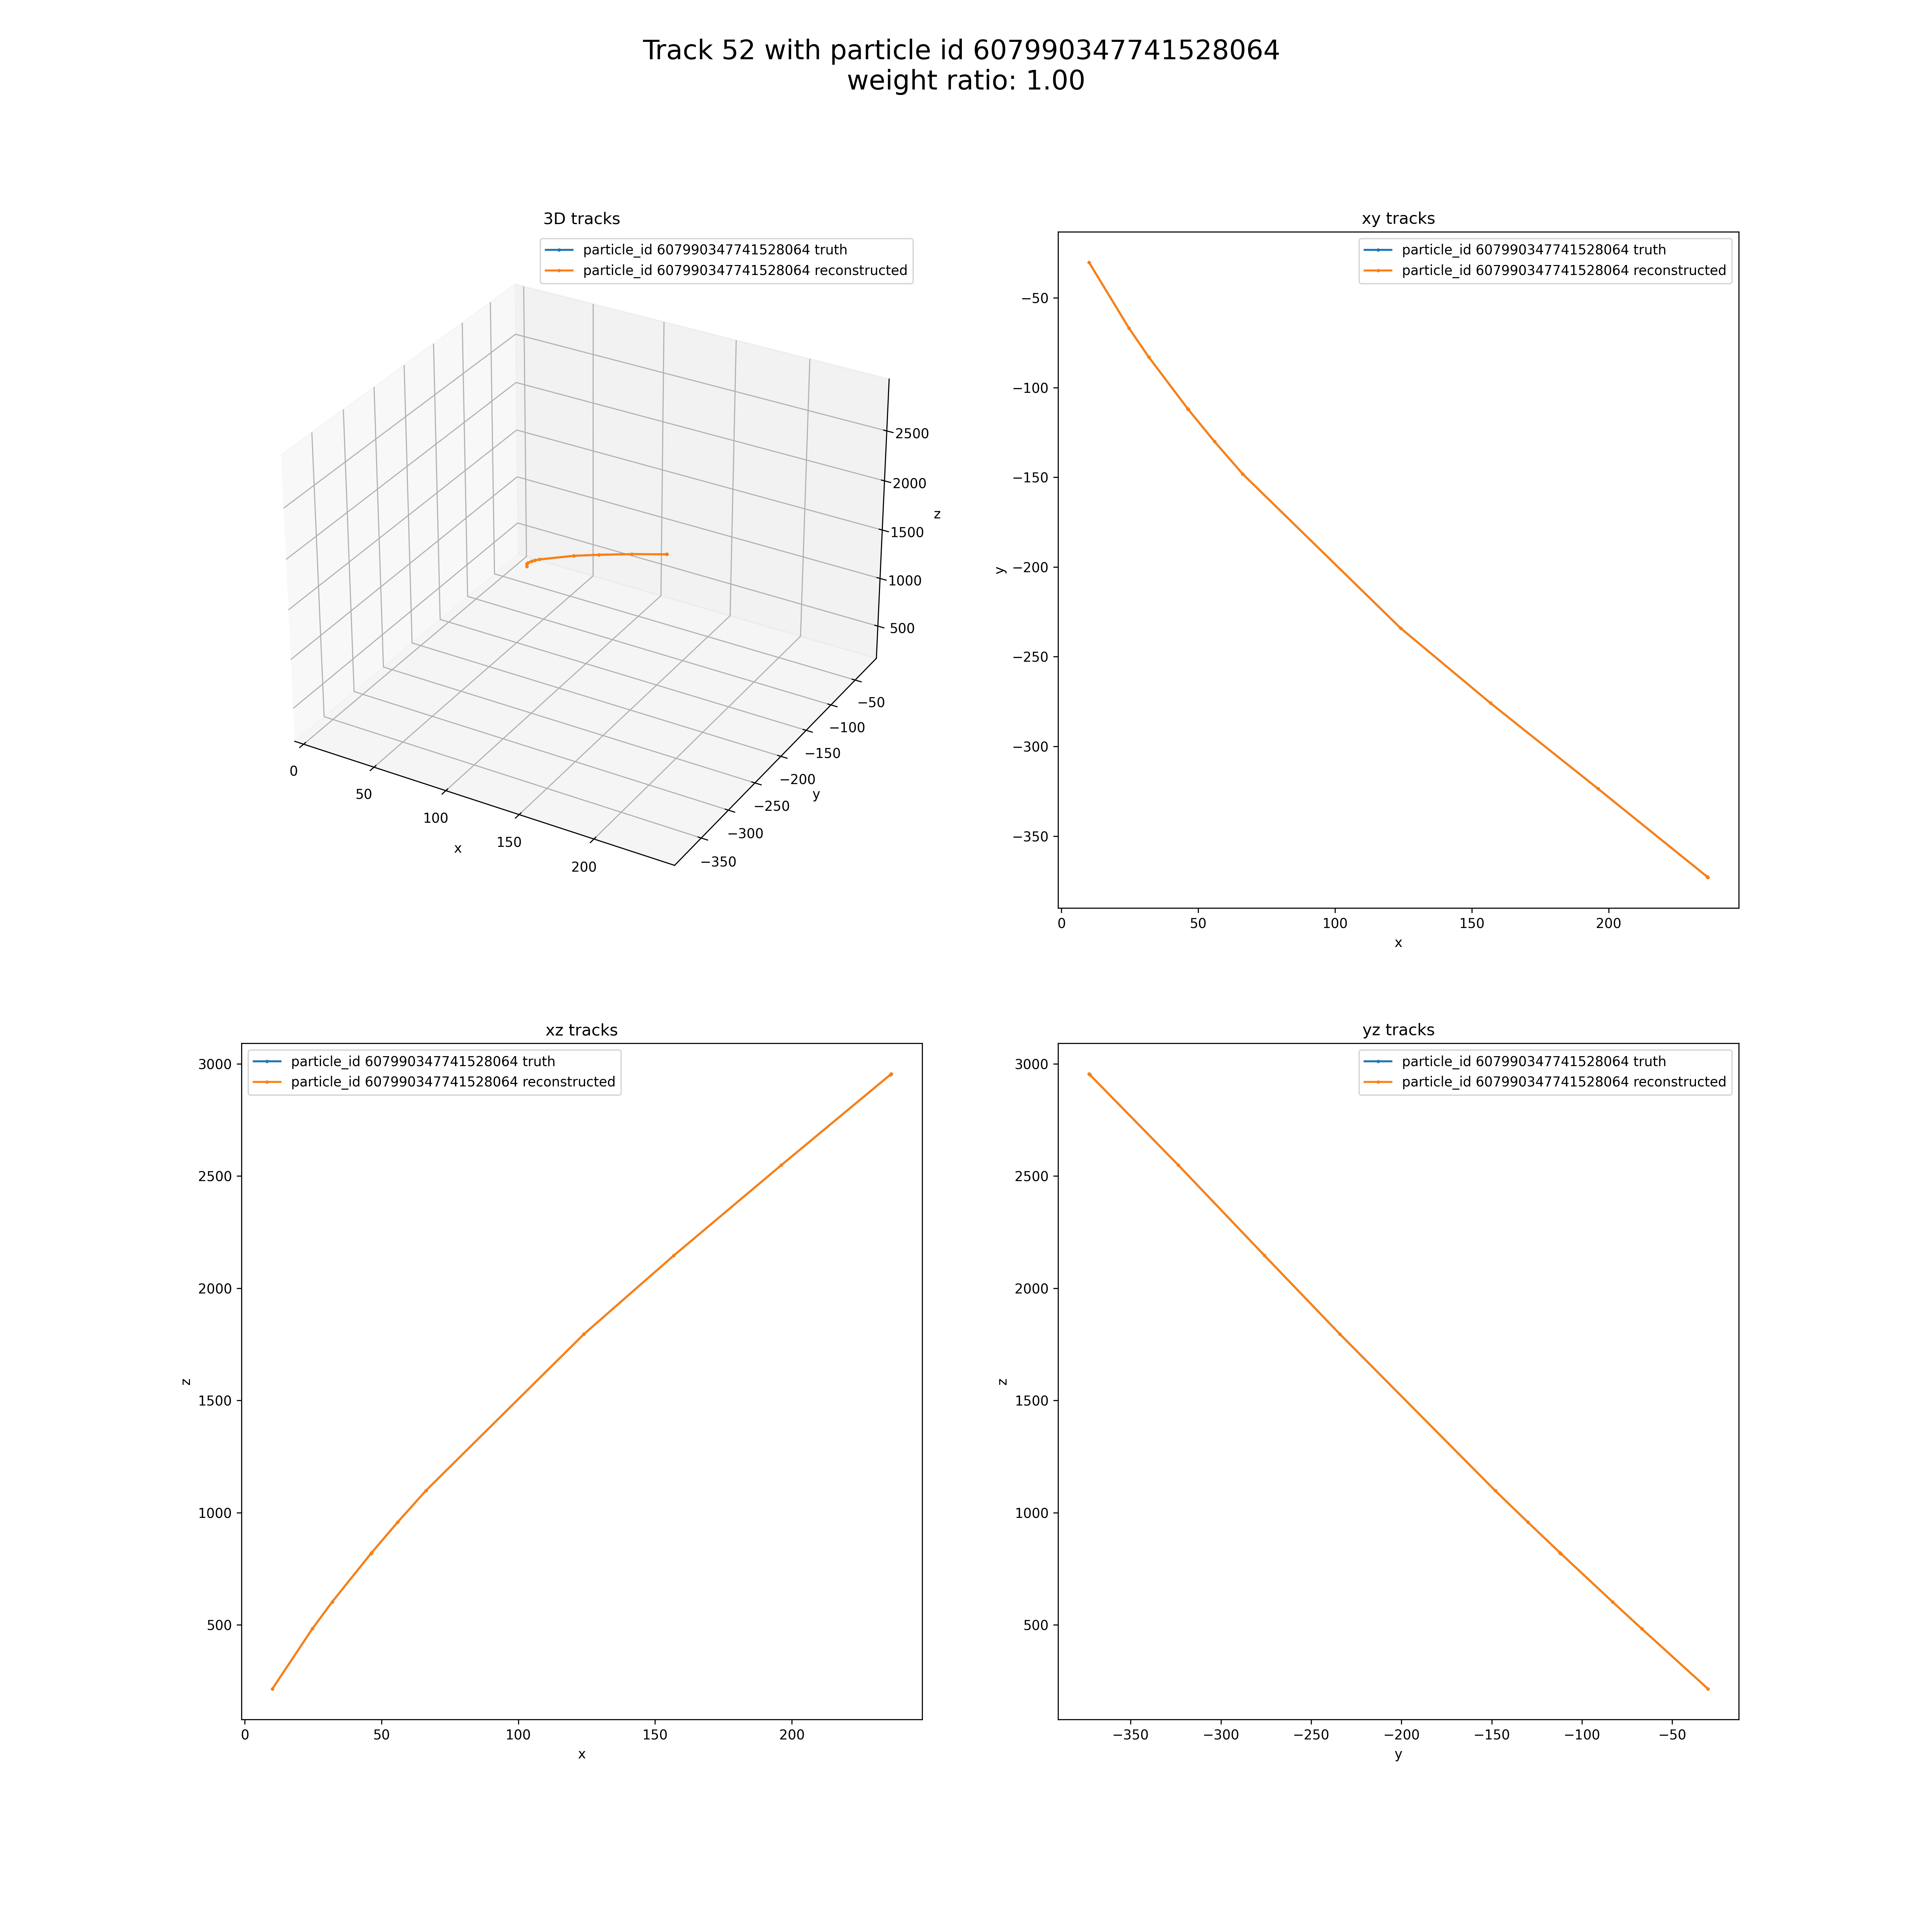 Track 52 with particle id 607990347741528064
weight ratio: 1.00
3D tracks
particle_id 607990347741528064 truth
particle_id 607990347741528064 reconstructed
2500
2000
z
1500
1000
500
−50
−100
−150
−200
y
−250
−300
−350
0
50
100
150
200
x
xy tracks
particle_id 607990347741528064 truth
particle_id 607990347741528064 reconstructed
−50
−100
−150
−200
−250
−300
−350
y
0 50 100 150 200
x
xz tracks
particle_id 607990347741528064 truth
particle_id 607990347741528064 reconstructed
3000
2500
2000
1500
1000
500
z
0 50 100 150 200
x
yz tracks
particle_id 607990347741528064 truth
particle_id 607990347741528064 reconstructed
3000
2500
2000
1500
1000
500
z
−350 −300 −250 −200 −150 −100 −50
y